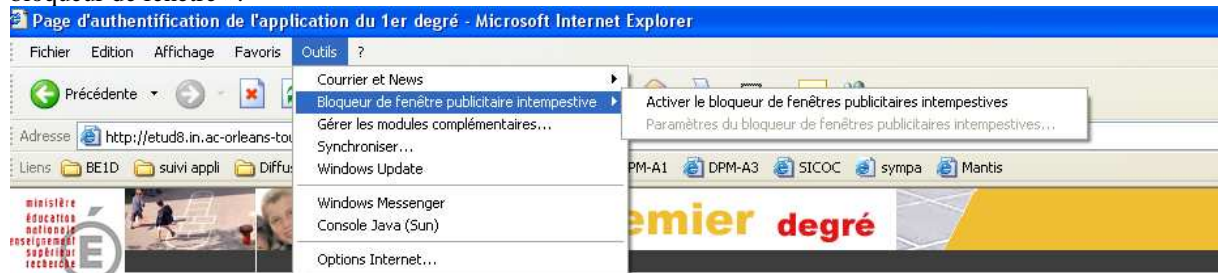 Page d'authentification de l'application du 1er degré - Microsoft Internet Explorer
Fichier Edition Affichage Favoris Outils ?
Courrier et News
Précédente
Bloqueur de fenêtre publicitaire intempestive
Activer le bloqueur de fenêtres publicitaires intempestives
Gérer les modules complémentaires...
Paramètres du bloqueur de fenêtres publicitaires intempestives...
Adresse http://etud8.in.ac-orleans-tou
Synchroniser...
Liens BE1D suivi appli Diffu
Windows Update
PM-A1 DPM-A3 SICOC sympa Mantis
Windows Messenger
Console Java (Sun)
Options Internet...
ministère
éducation
nationale
enseignement
supérieur
recherche
É
emier degré